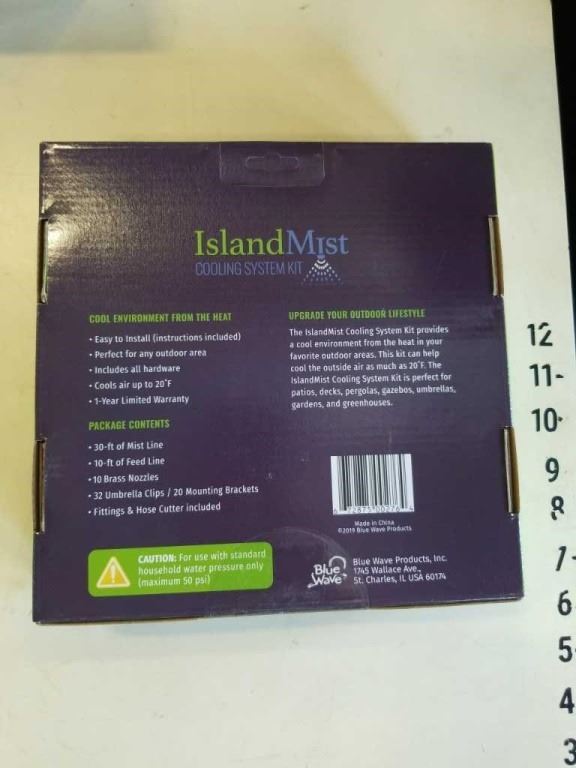 IslandMist
COOLING SYSTEM KIT
COOL ENVIRONMENT FROM THE HEAT
• Easy to Install (instructions included)
• Perfect for any outdoor area
• Includes all hardware
• Cools air up to 20°F
• 1-Year Limited Warranty
PACKAGE CONTENTS
• 30-ft of Mist Line
• 10-ft of Feed Line
• 10 Brass Nozzles
• 32 Umbrella Clips / 20 Mounting Brackets
• Fittings & Hose Cutter included
UPGRADE YOUR OUTDOOR LIFESTYLE
The IslandMist Cooling System Kit provides
a cool environment from the heat in your
favorite outdoor areas. This kit can help
cool the outside air as much as 20°F. The
IslandMist Cooling System Kit is perfect for
patios, decks, pergolas, gazebos, umbrellas,
gardens, and greenhouses.
Made in China
©2019 Blue Wave Products
CAUTION: For use with standard
household water pressure only
(maximum 50 psi)
Blue
Wave
Blue Wave Products, Inc.
1745 Wallace Ave.,
St. Charles, IL USA 60174
12
11-
10-
9
8
7-
6
5-
4
3